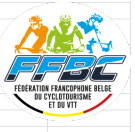 FFBC
FÉDÉRATION FRANCOPHONE BELGE
DU CYCLOTOURISME
ET DU VTT